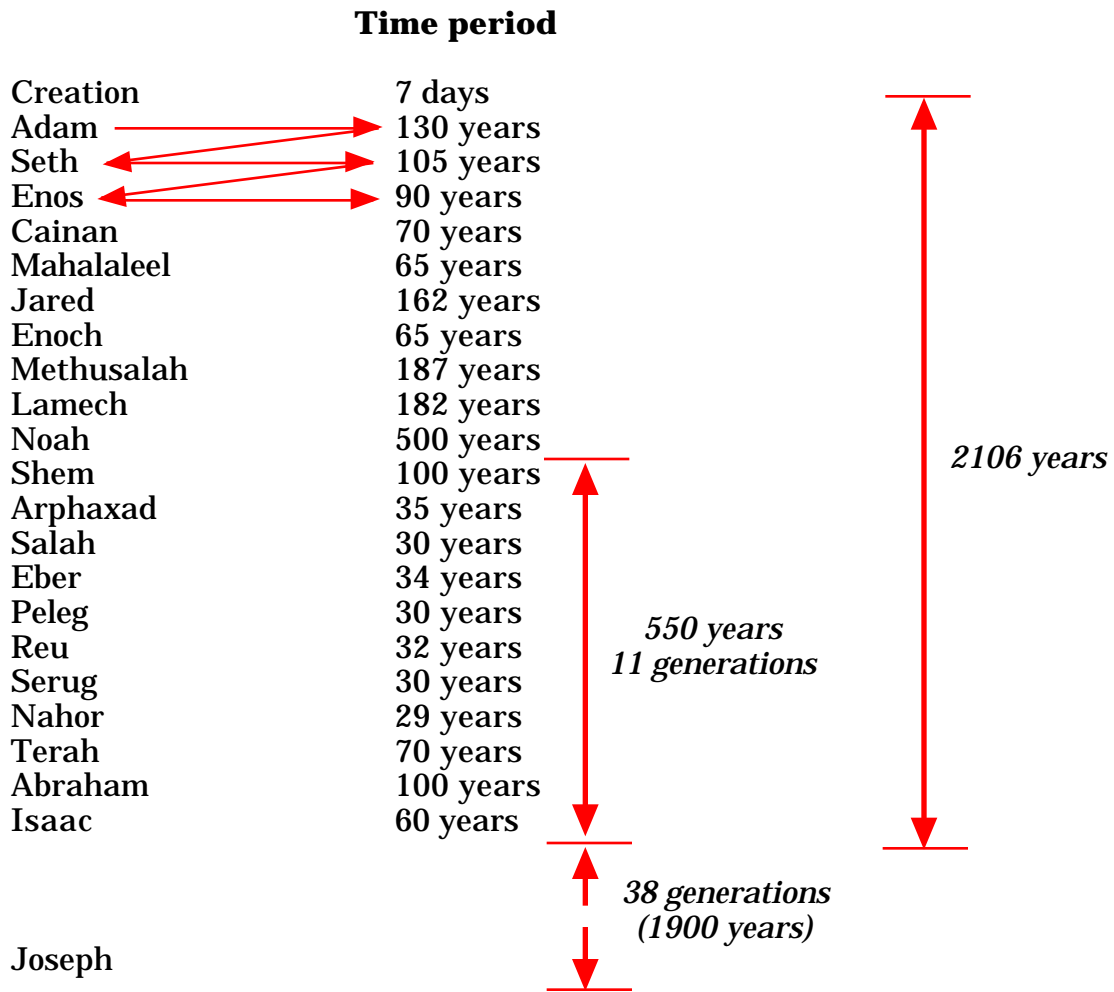 Time period
Creation 7 days
Adam 130 years
Seth 105 years
Enos 90 years
Cainan 70 years
Mahalaleel 65 years
Jared 162 years
Enoch 65 years
Methusalah 187 years
Lamech 182 years
Noah 500 years
Shem 100 years
Arphaxad 35 years
Salah 30 years
Eber 34 years
Peleg 30 years
Reu 32 years
Serug 30 years
Nahor 29 years
Terah 70 years
Abraham 100 years
Isaac 60 years
Joseph
550 years
11 generations
38 generations
(1900 years)
2106 years